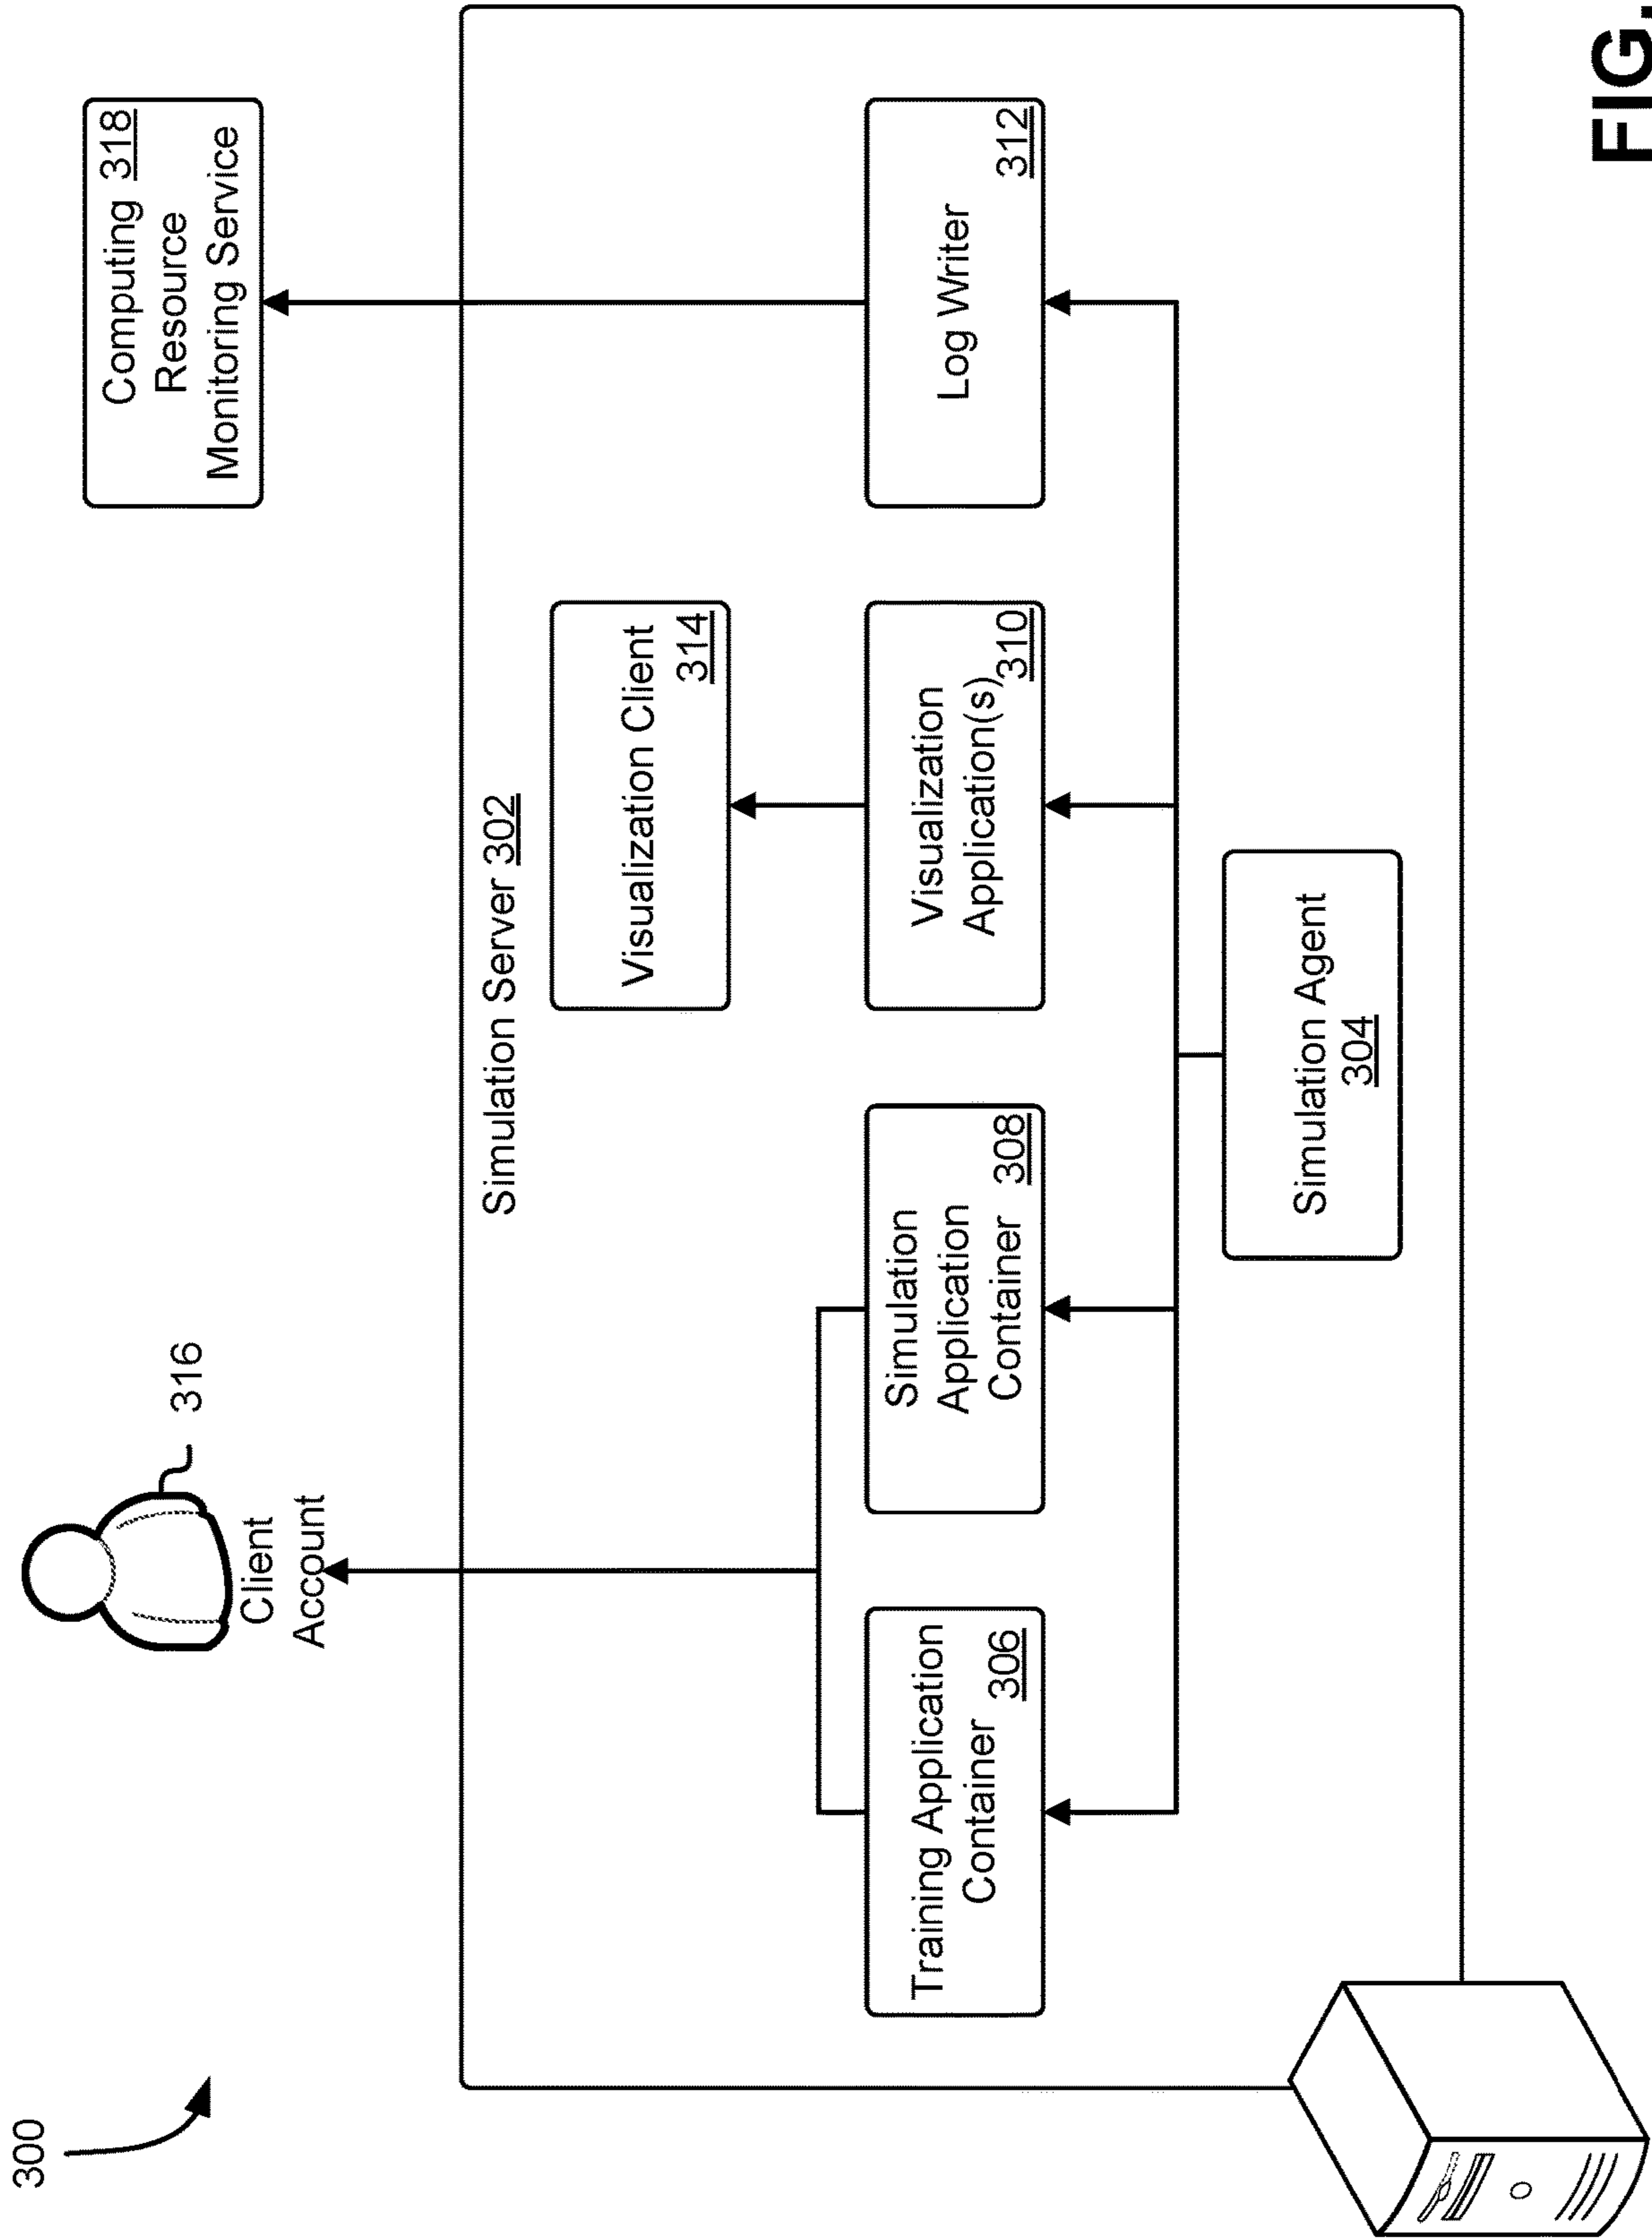 300
316
Client
Account
Computing 318
Resource
Monitoring Service
Simulation Server 302
Visualization Client
314
Training Application
Container 306
Simulation
Application
Container 308
Visualization
Application(s) 310
Log Writer
312
Simulation Agent
304
FIG.